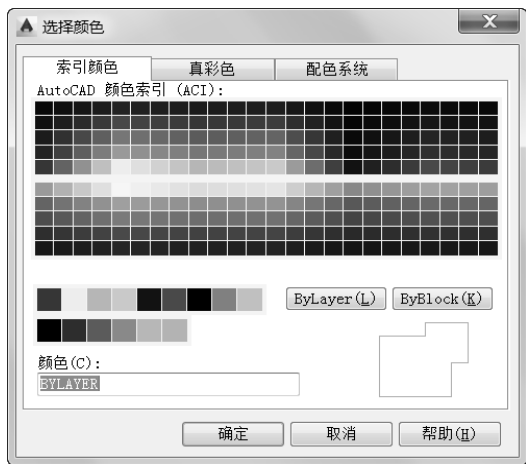 选择颜色
索引颜色 真彩色 配色系统
AutoCAD 颜色索引 (ACI):
ByLayer(L) ByBlock(K)
颜色(C):
BYLAYER
确定 取消 帮助(H)